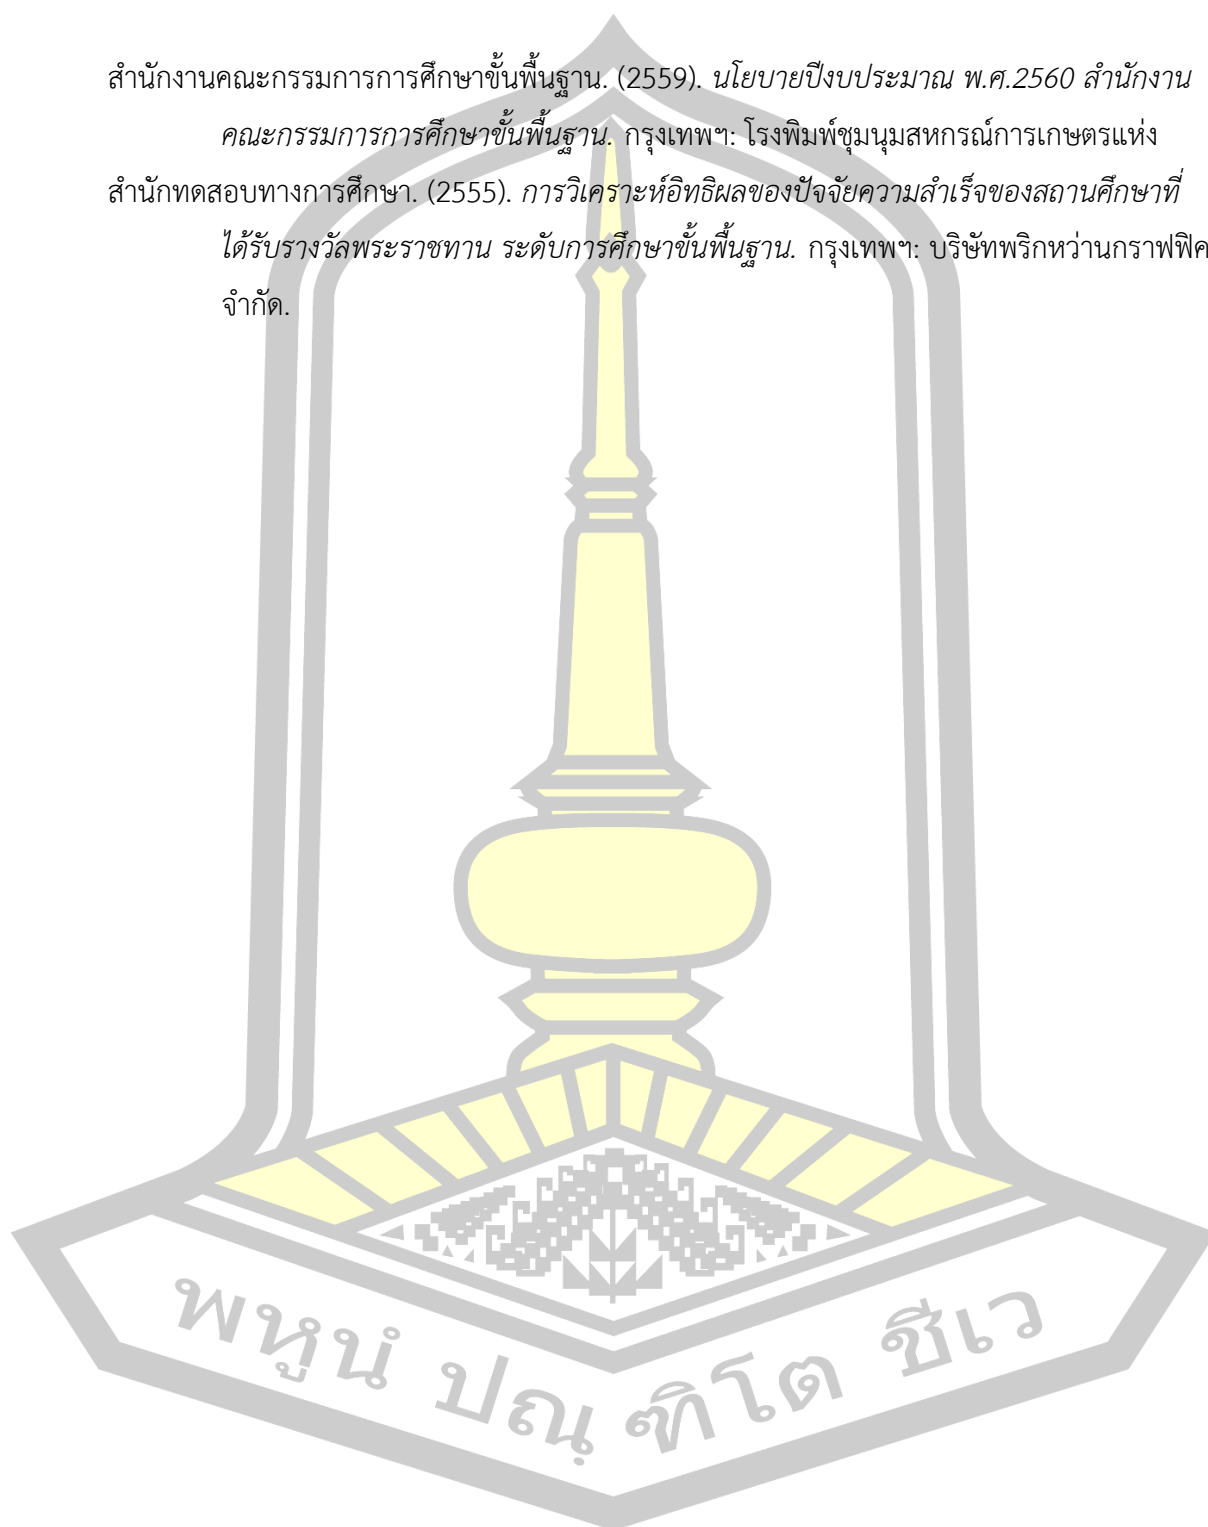 สำนักงานคณะกรรมการการศึกษาขั้นพื้นฐาน. (2559). นโยบายปีงบประมาณ พ.ศ.2560 สำนักงาน
คณะกรรมการการศึกษาขั้นพื้นฐาน. กรุงเทพฯ: โรงพิมพ์ชุมนุมสหกรณ์การเกษตรแห่ง
สำนักทดสอบทางการศึกษา. (2555). การวิเคราะห์อิทธิผลของปัจจัยความสำเร็จของสถานศึกษาที่
ได้รับรางวัลพระราชทาน ระดับการศึกษาขั้นพื้นฐาน. กรุงเทพฯ: บริษัทพริกหว่านกราฟฟิค
จำกัด.
พหูนํ ปณฺฑิโต ชีเว